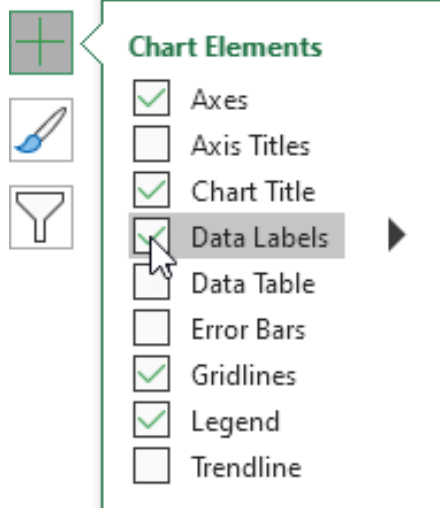 Chart Elements
Axes
Axis Titles
Chart Title
Data Labels
Data Table
Error Bars
Gridlines
Legend
Trendline